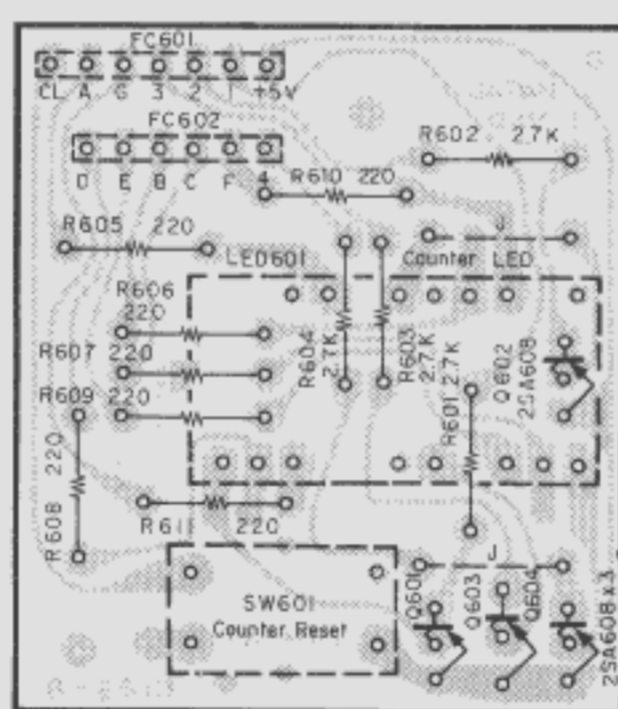 FC601
CL A G 3 2 1 +5V
FC602
D E B C F 4
R602 2.7K
R610 220
R605 220
J
LED601
Counter LED
R606
220
R607 220
R609 220
R604
2.7K
R603
2.7K
R601 2.7K
Q602
2SA608
220
R608
R611 220
J
SW601
Counter Reset
Q601
Q603
Q604
2SA608 x 3